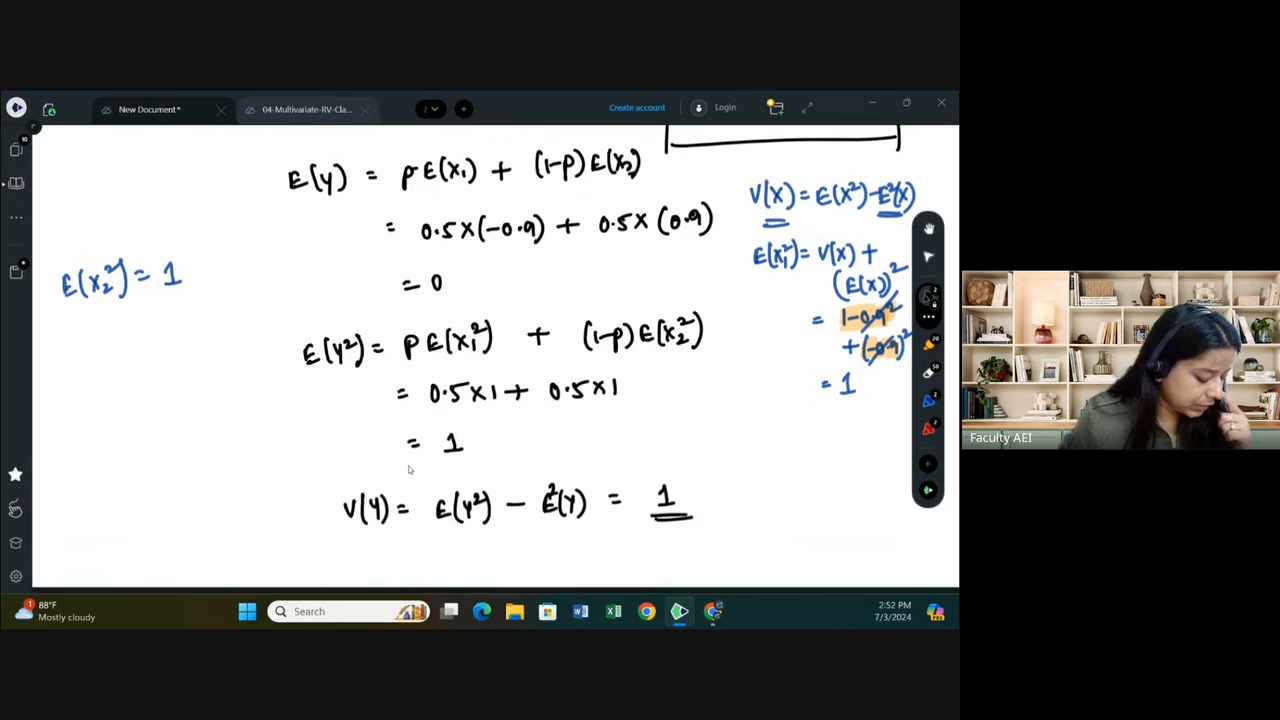 New Document*
04-Multivariate-RV-Cla...
2
Create account
Login
E(Y) = PE(X₁) + (1-P)E(X₂)
= 0.5×(-0.9) + 0.5×(0.9)
= 0
E(Y²) = PE(X₁²) + (1-P)E(X₂²)
= 0.5×1 + 0.5×1
= 1
V(Y) = E(Y²) - E²(Y) = 1
E(X₂²) = 1
V(X) = E(X²) - E²(X)
E(X₁²) = V(X) +
(E(X))²
= 1-0.9²
+ (-0.9)²
= 1
Faculty AEI
88°F
Mostly cloudy
Search
2:52 PM
7/3/2024